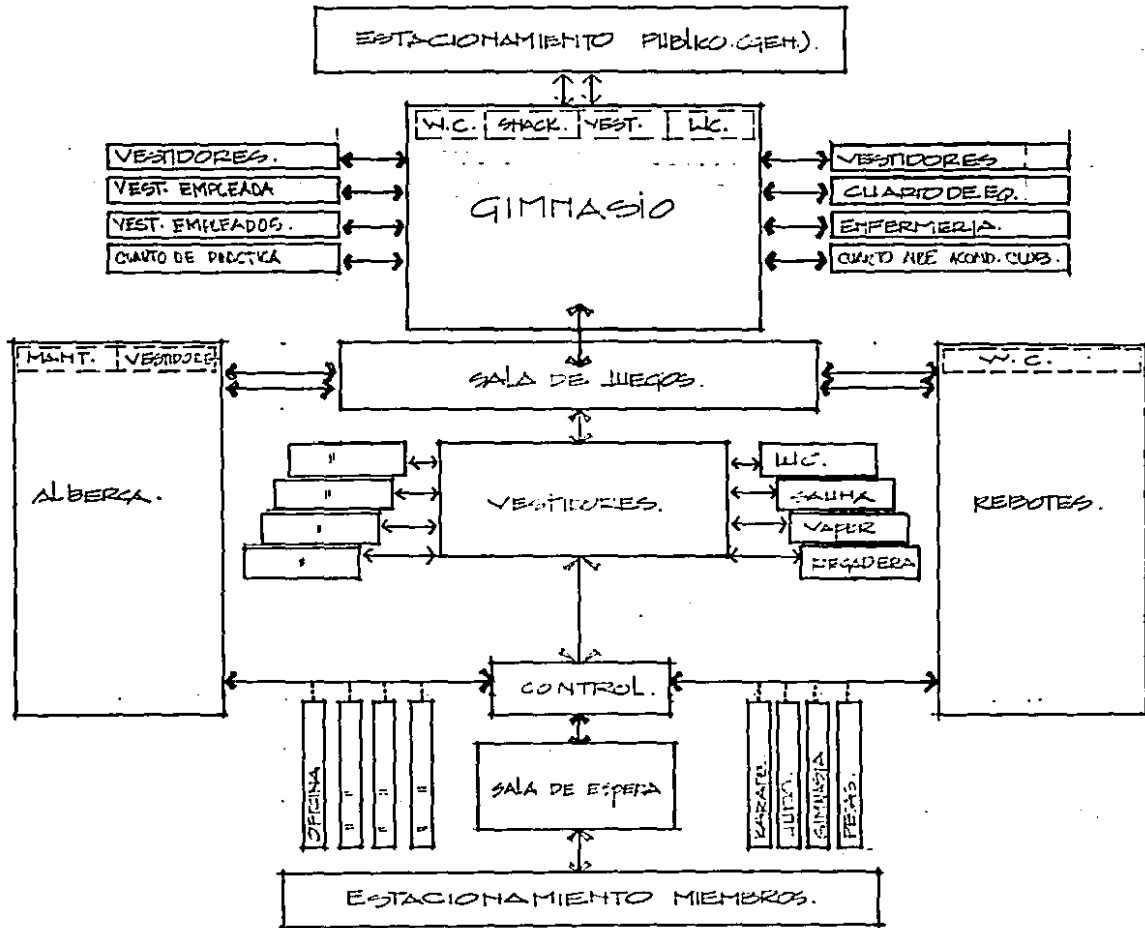 ESTACIONAMIENTO PUBLICO.(GEN.).
W.C. SNACK. VEST. W.C.
VESTIDORES.
VEST. EMPLEADA
VEST. EMPLEADOS.
CUARTO DE PRACTICA
GIMNASIO
VESTIDORES
CUARTO DE EQ.
ENFERMERIA.
CUARTO AIRE ACOND. CLUB.
MANT. VESTIDORE
SALA DE JUEGOS.
W.C.
ALBERCA.
"
"
"
"
VESTIDORES.
W.C.
SAUNA
VAPOR
REGADERA
REBOTES.
CONTROL.
OFICINA
"
"
"
"
"
"
SALA DE ESPERA
KARATE.
JUDO.
GIMNASIA
PESAS.
ESTACIONAMIENTO MIEMBROS.